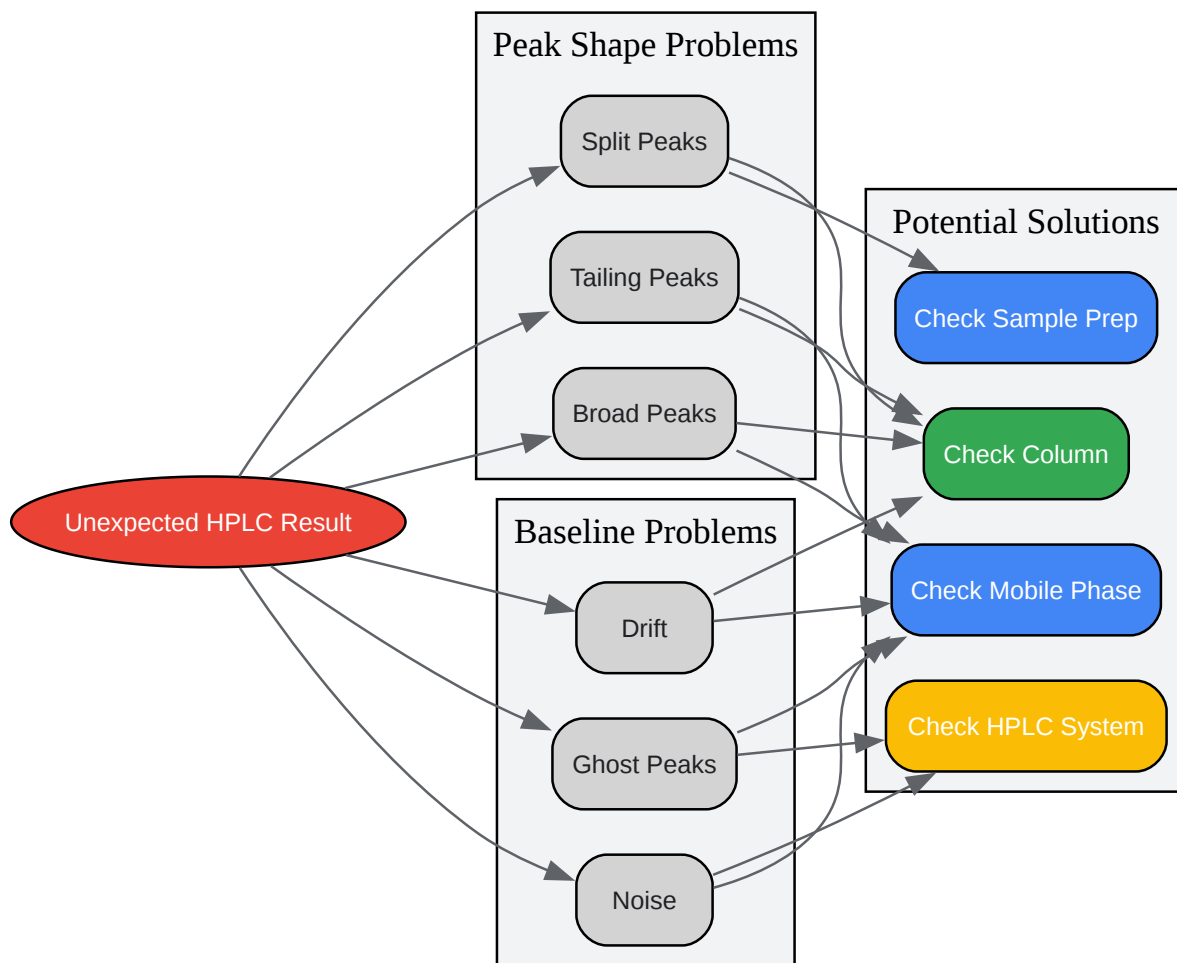 Peak Shape Problems
Split Peaks
Tailing Peaks
Broad Peaks
Unexpected HPLC Result
Baseline Problems
Drift
Ghost Peaks
Noise
Potential Solutions
Check Sample Prep
Check Column
Check Mobile Phase
Check HPLC System